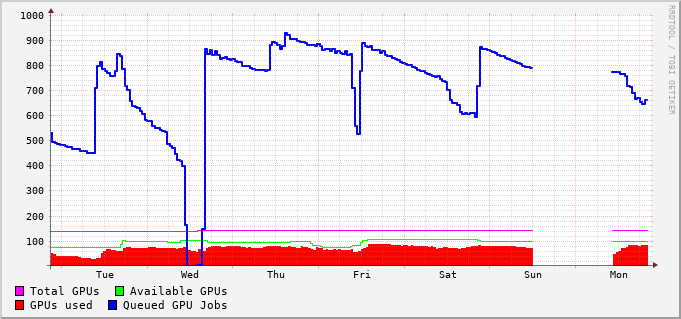 1000
900
800
700
600
500
400
300
200
100
Tue Wed Thu Fri Sat Sun Mon
Total GPUs Available GPUs
GPUs used Queued GPU Jobs
RRDTOOL / TOBI OETIKER